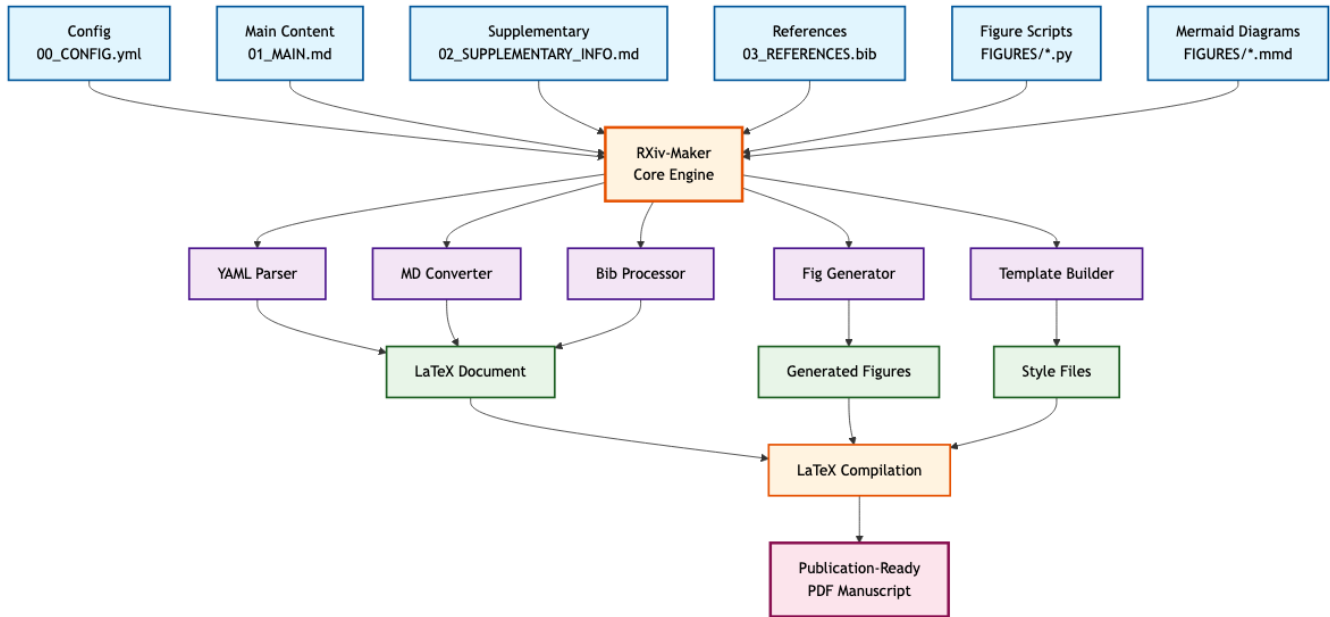 Config
00_CONFIG.yml
Main Content
01_MAIN.md
Supplementary
02_SUPPLEMENTARY_INFO.md
References
03_REFERENCES.bib
Figure Scripts
FIGURES/*.py
Mermaid Diagrams
FIGURES/*.mmd
RXiv-Maker
Core Engine
YAML Parser
MD Converter
Bib Processor
Fig Generator
Template Builder
LaTeX Document
Generated Figures
Style Files
LaTeX Compilation
Publication-Ready
PDF Manuscript